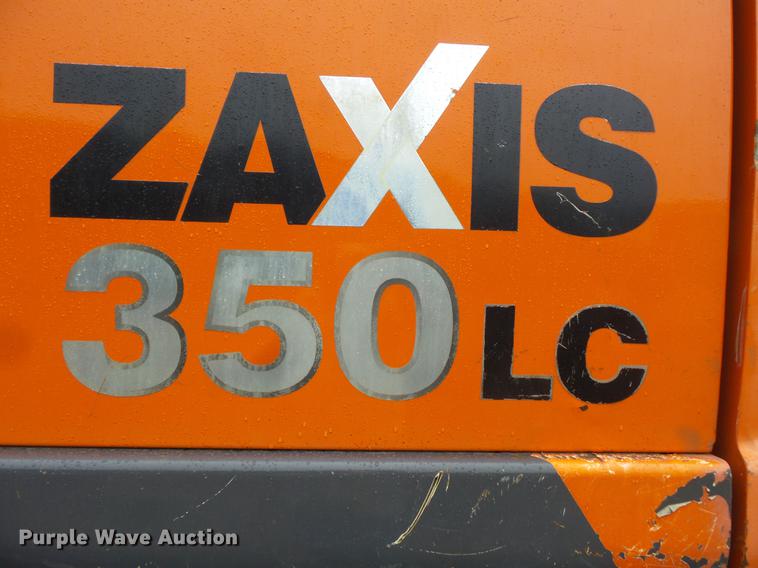 ZAXIS
350LC
Purple Wave Auction